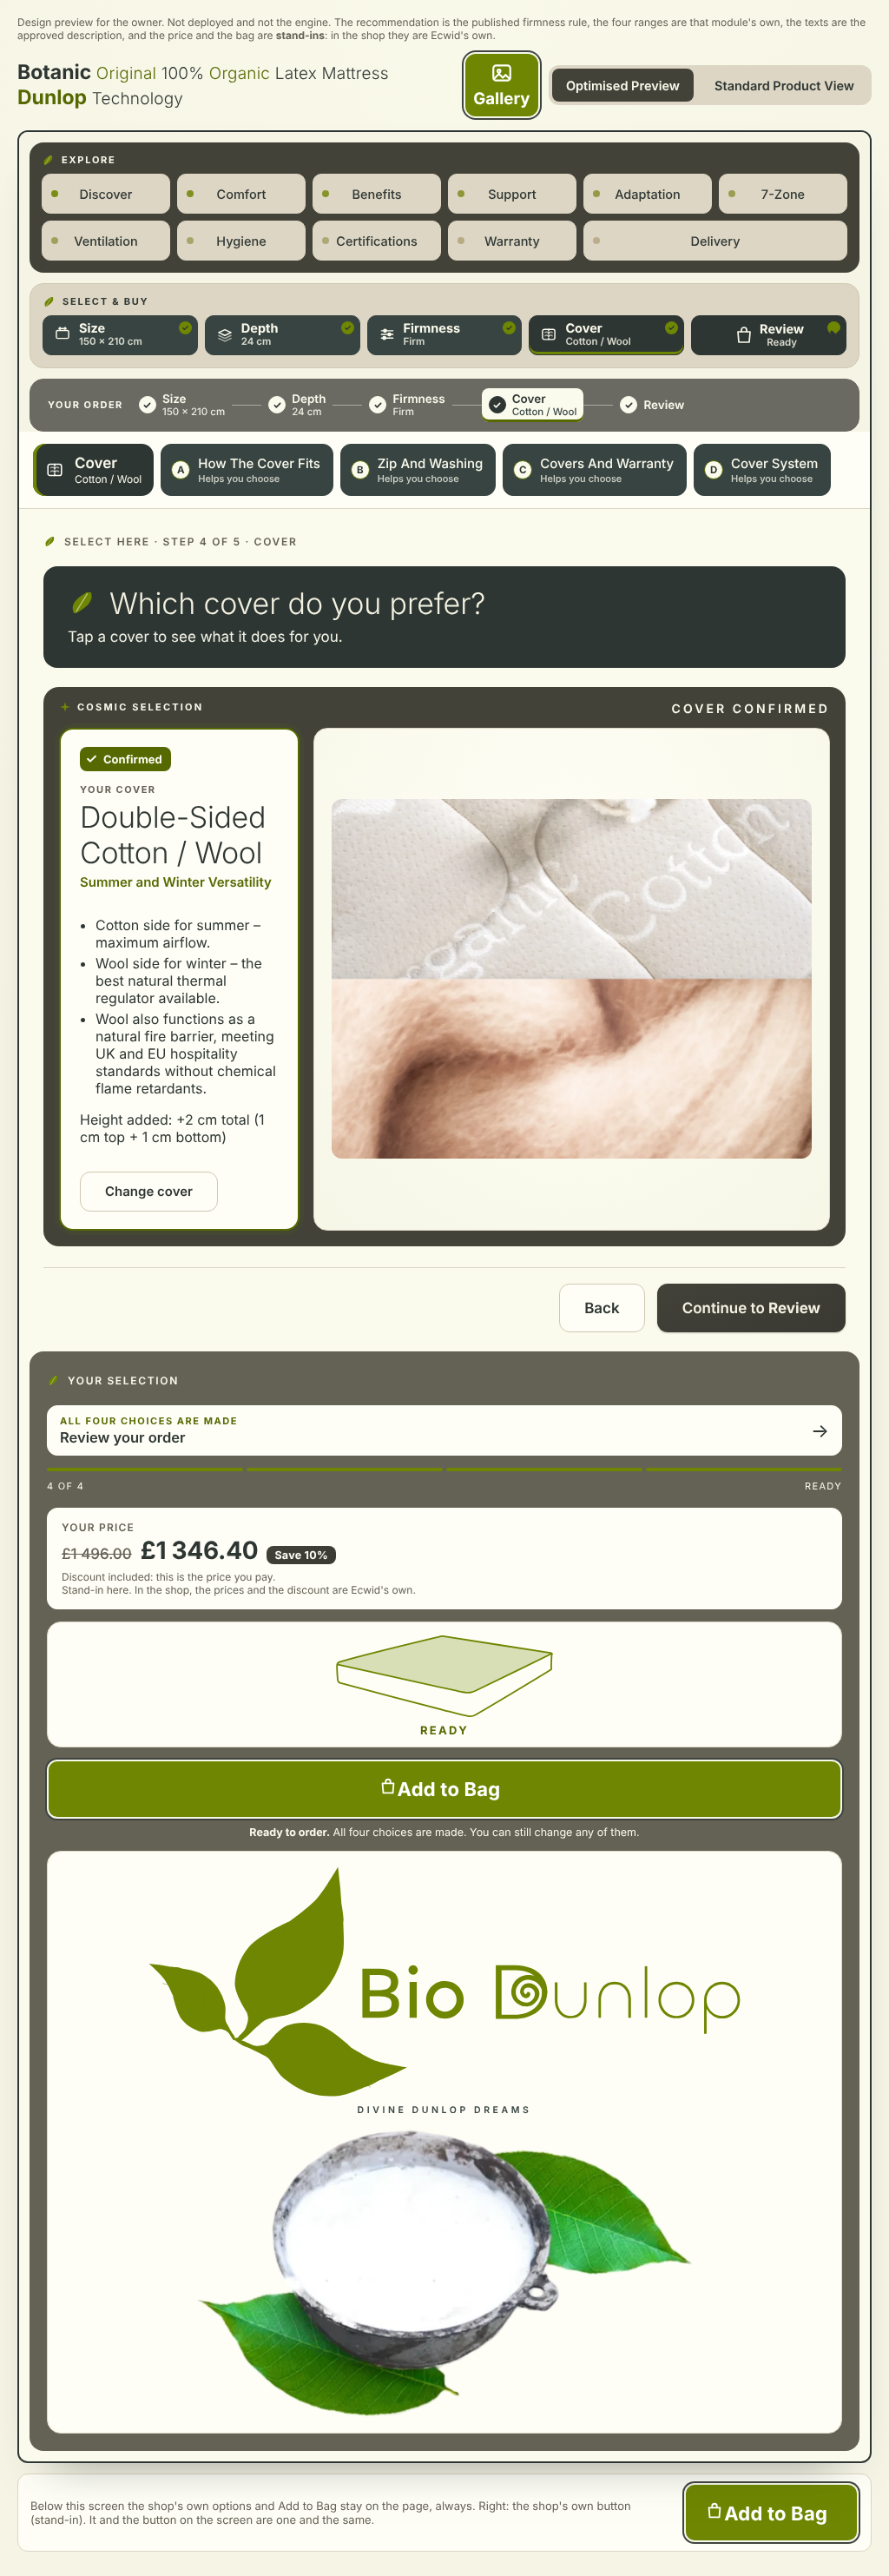 Design preview for the owner. Not deployed and not the engine. The recommendation is the published firmness rule, the four ranges are that module's own, the texts are the
approved description, and the price and the bag are stand-ins: in the shop they are Ecwid's own.
Botanic Original 100% Organic Latex Mattress
Dunlop Technology
Gallery
Optimised Preview
Standard Product View
EXPLORE
Discover
Comfort
Benefits
Support
Adaptation
7-Zone
Ventilation
Hygiene
Certifications
Warranty
Delivery
SELECT & BUY
Size
150 × 210 cm
Depth
24 cm
Firmness
Firm
Cover
Cotton / Wool
Review
Ready
YOUR ORDER
Size
150 × 210 cm
Depth
24 cm
Firmness
Firm
Cover
Cotton / Wool
Review
Cover
Cotton / Wool
A
How The Cover Fits
Helps you choose
B
Zip And Washing
Helps you choose
C
Covers And Warranty
Helps you choose
D
Cover System
Helps you choose
SELECT HERE · STEP 4 OF 5 · COVER
Which cover do you prefer?
Tap a cover to see what it does for you.
COSMIC SELECTION
COVER CONFIRMED
Confirmed
YOUR COVER
Double-Sided
Cotton / Wool
Summer and Winter Versatility
• Cotton side for summer –
maximum airflow.
• Wool side for winter – the
best natural thermal
regulator available.
• Wool also functions as a
natural fire barrier, meeting
UK and EU hospitality
standards without chemical
flame retardants.
Height added: +2 cm total (1
cm top + 1 cm bottom)
Change cover
ganic Cotton
Back
Continue to Review
YOUR SELECTION
ALL FOUR CHOICES ARE MADE
Review your order
4 OF 4
READY
YOUR PRICE
£1 496.00 £1 346.40 Save 10%
Discount included: this is the price you pay.
Stand-in here. In the shop, the prices and the discount are Ecwid's own.
READY
Add to Bag
Ready to order. All four choices are made. You can still change any of them.
Bio Dunlop
DIVINE DUNLOP DREAMS
Below this screen the shop's own options and Add to Bag stay on the page, always. Right: the shop's own button
(stand-in). It and the button on the screen are one and the same.
Add to Bag